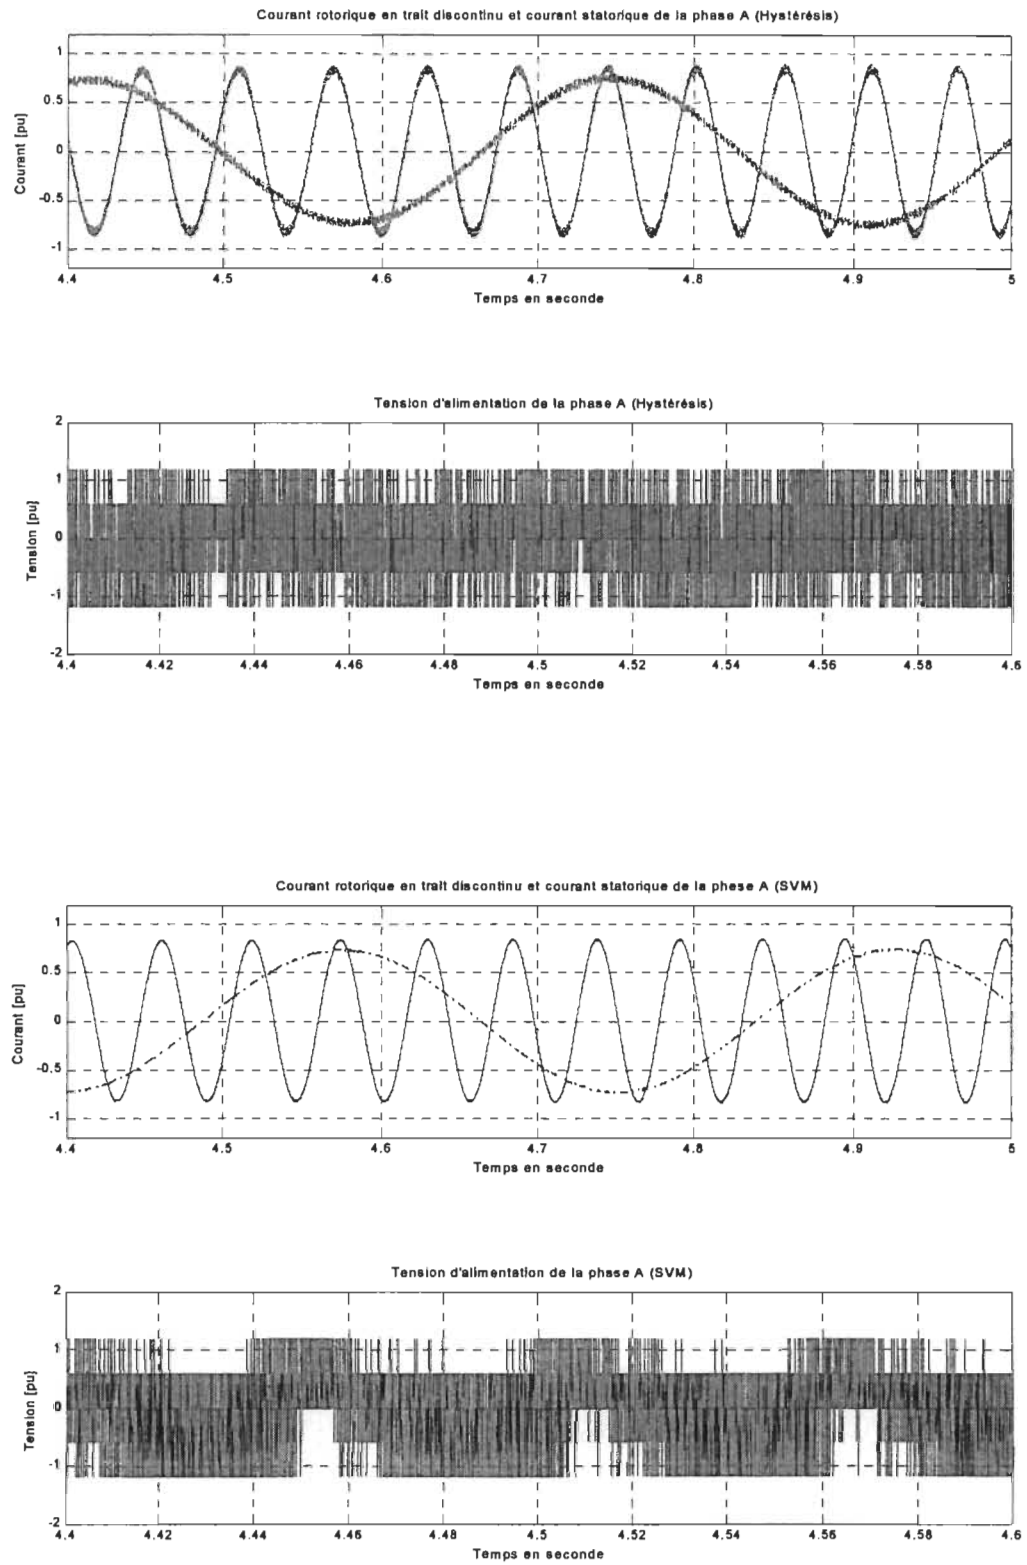 Courant rotorique en trait discontinu et courant statorique de la phase A (Hystérésis)
1
0.5
0
-0.5
-1
Courant [pu]
4.4 4.5 4.6 4.7 4.8 4.9 5
Temps en seconde
Tension d'alimentation de la phase A (Hystérésis)
2
1
0
-1
-2
Tension [pu]
4.4 4.42 4.44 4.46 4.48 4.5 4.52 4.54 4.56 4.58 4.6
Temps en seconde
Courant rotorique en trait discontinu et courant statorique de la phase A (SVM)
1
0.5
0
-0.5
-1
Courant [pu]
4.4 4.5 4.6 4.7 4.8 4.9 5
Temps en seconde
Tension d'alimentation de la phase A (SVM)
2
1
0
-1
-2
Tension [pu]
4.4 4.42 4.44 4.46 4.48 4.5 4.52 4.54 4.56 4.58 4.6
Temps en seconde